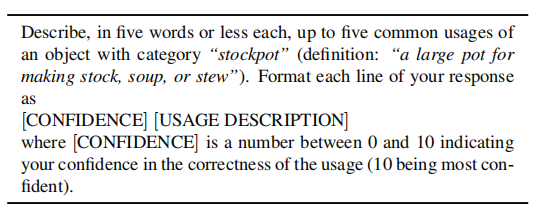 Describe, in five words or less each, up to five common usages of
an object with category “stockpot” (definition: “a large pot for
making stock, soup, or stew”). Format each line of your response
as
[CONFIDENCE] [USAGE DESCRIPTION]
where [CONFIDENCE] is a number between 0 and 10 indicating
your confidence in the correctness of the usage (10 being most con-
fident).